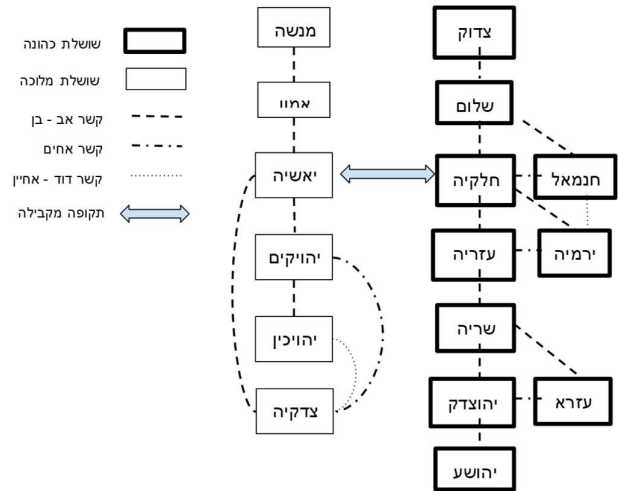 שושלת כהונה
שושלת מלוכה
קשר אב - בן
קשר אחים
קשר דוד - אחיין
תקופה מקבילה
מנשה
אמון
יאשיה
יהויקים
יהויכין
צדקיה
צדוק
שלום
חלקיה
חנמאל
עזריה
ירמיה
שריה
יהוצדק
עזרא
יהושע